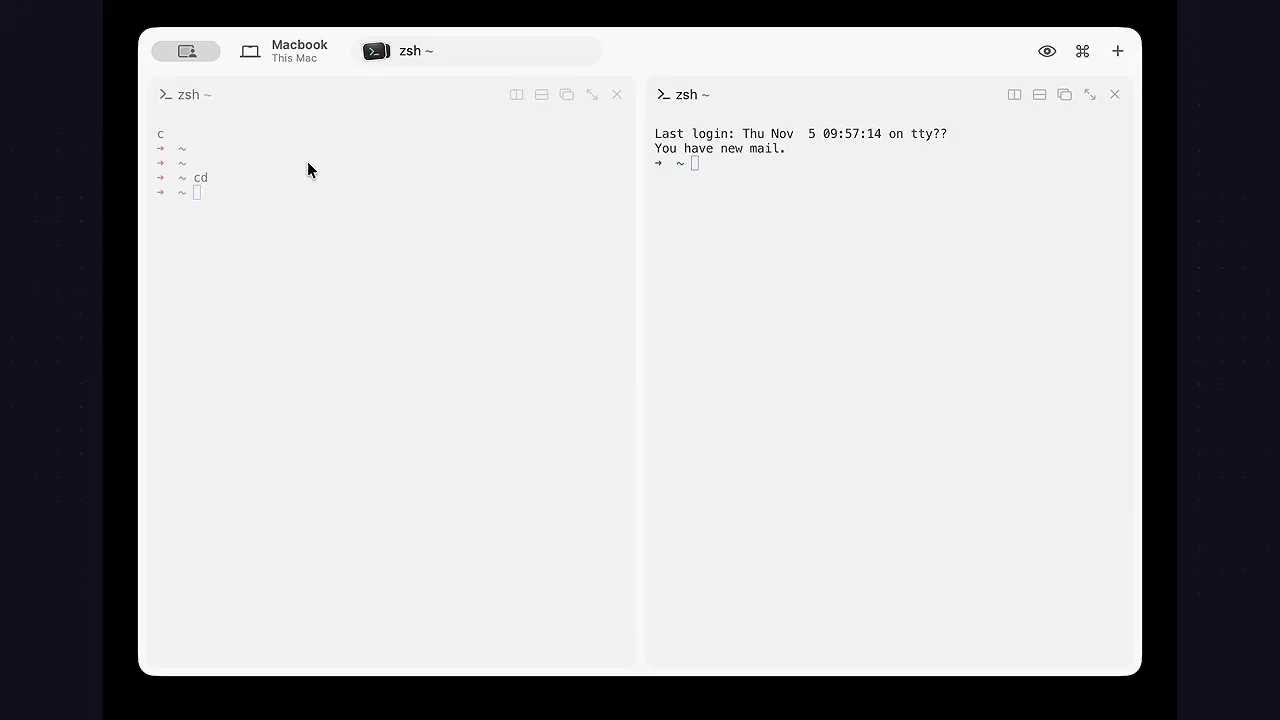 Macbook
This Mac
zsh ~
zsh ~
c
→ ~
→ ~
→ ~ cd
→ ~
zsh ~
Last login: Thu Nov  5 09:57:14 on tty??
You have new mail.
→ ~